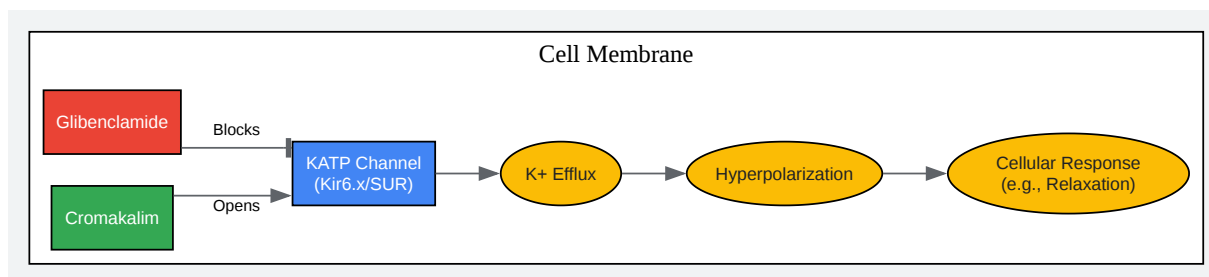 Cell Membrane
Glibenclamide
Blocks
KATP Channel
(Kir6.x/SUR)
K+ Efflux
Hyperpolarization
Cellular Response
(e.g., Relaxation)
Cromakalim
Opens